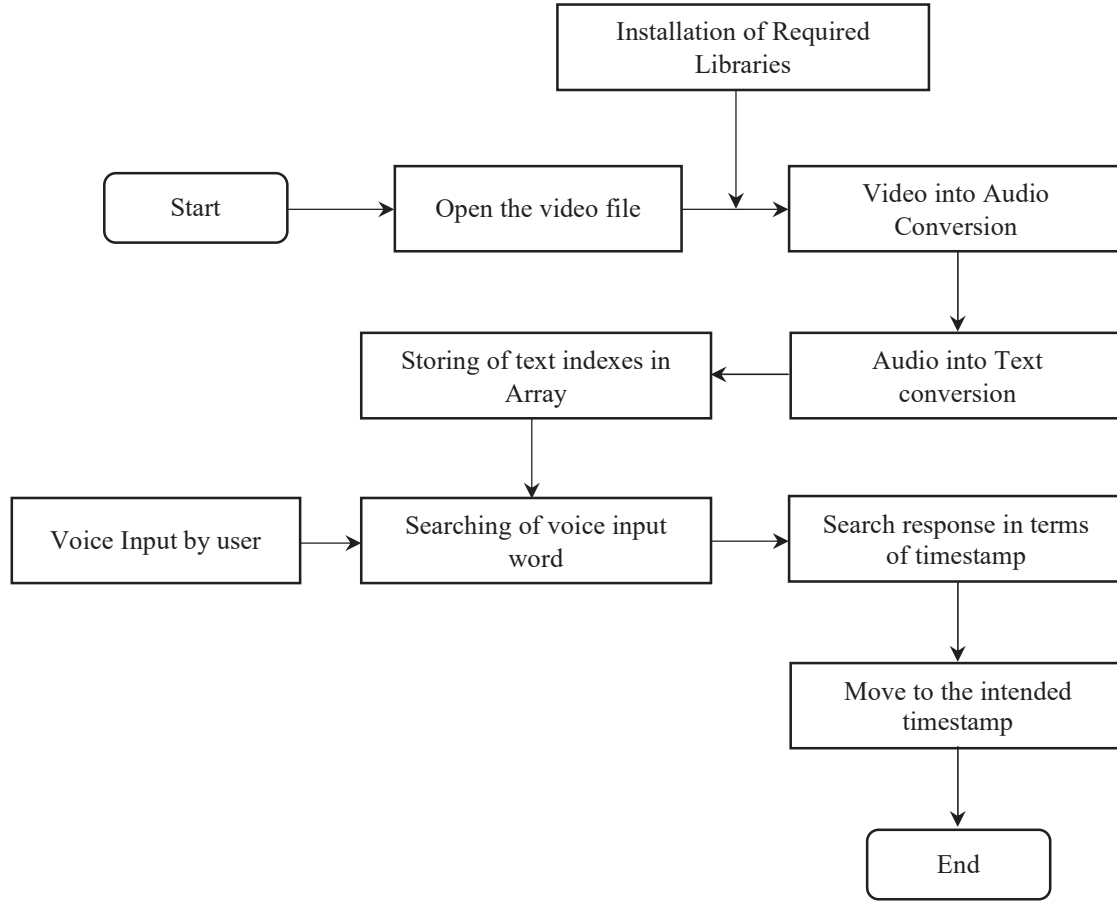 Installation of Required
Libraries
Start
Open the video file
Video into Audio
Conversion
Storing of text indexes in
Array
Audio into Text
conversion
Voice Input by user
Searching of voice input
word
Search response in terms
of timestamp
Move to the intended
timestamp
End